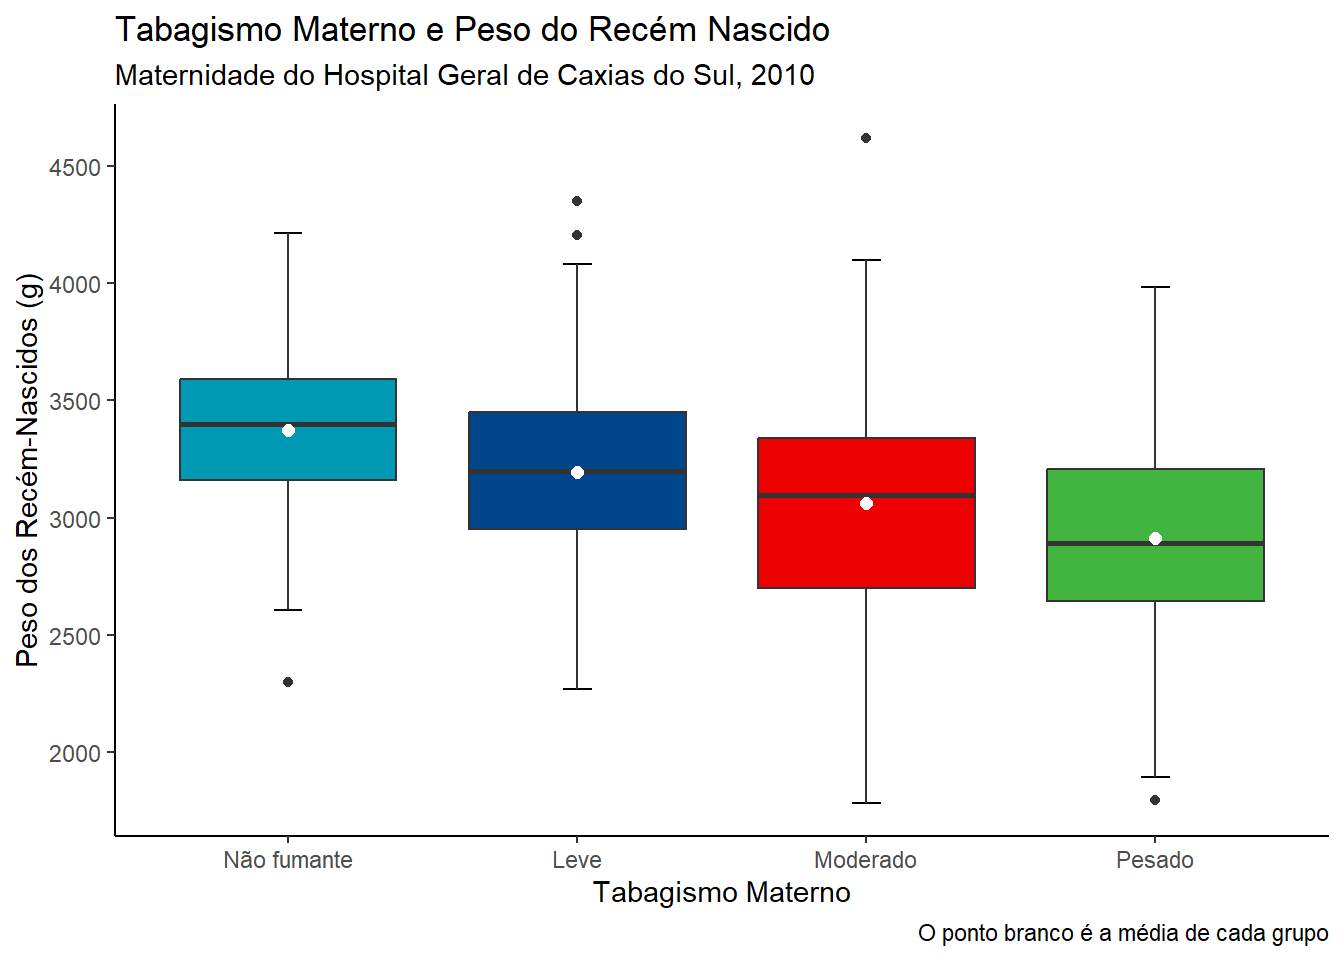 Tabagismo Materno e Peso do Recém Nascido
Maternidade do Hospital Geral de Caxias do Sul, 2010
Peso dos Recém-Nascidos (g)
4500
4000
3500
3000
2500
2000
Não fumante
Leve
Moderado
Pesado
Tabagismo Materno
O ponto branco é a média de cada grupo